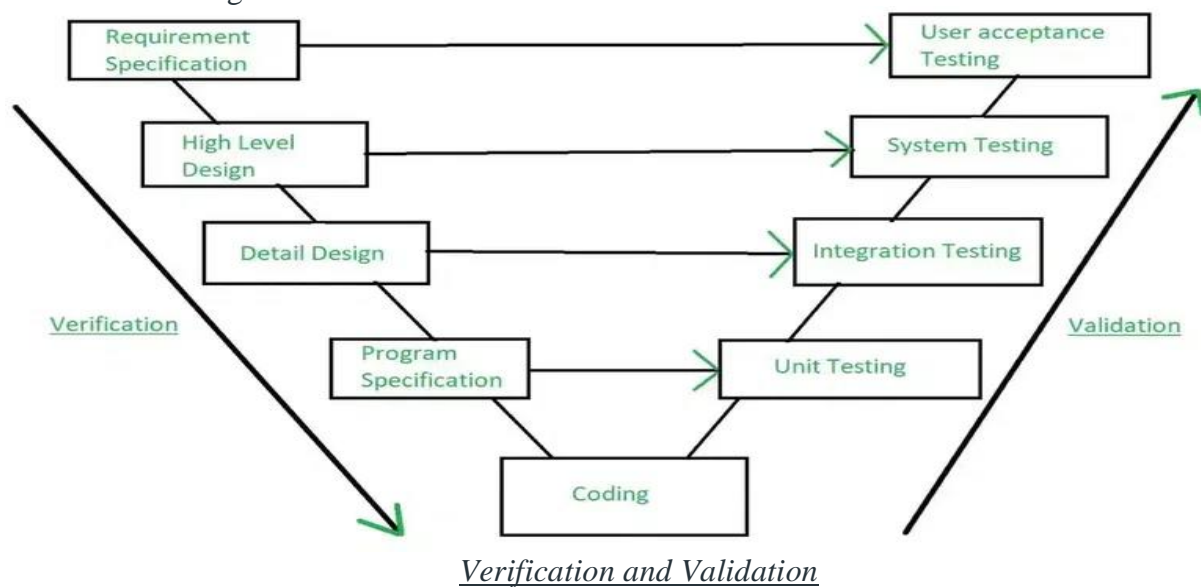 Requirement
Specification
User acceptance
Testing
High Level
Design
System Testing
Detail Design
Integration Testing
Verification
Validation
Program
Specification
Unit Testing
Coding
Verification and Validation